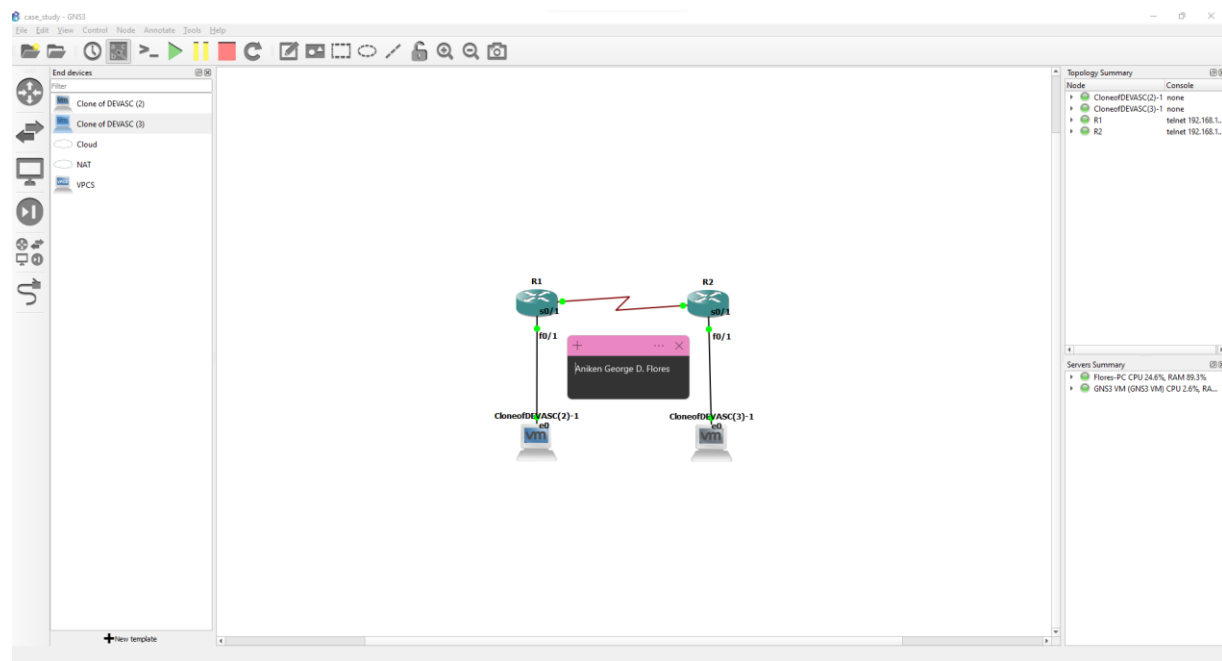 case_study - GNS3
File Edit View Control Node Annotate Tools Help
End devices
Filter
Clone of DEVASC (2)
Clone of DEVASC (3)
Cloud
NAT
VPCS
New template
R1
R2
s0/1
s0/1
f0/1
f0/1
Aniken George D. Flores
CloneofDEVASC(2)-1
CloneofDEVASC(3)-1
e0
e0
vm
vm
Topology Summary
Node Console
CloneofDEVASC(2)-1 none
CloneofDEVASC(3)-1 none
R1 telnet 192.168.1...
R2 telnet 192.168.1...
Servers Summary
Flores-PC CPU 24.6%, RAM 89.3%
GNS3 VM (GNS3 VM) CPU 2.6%, RA...